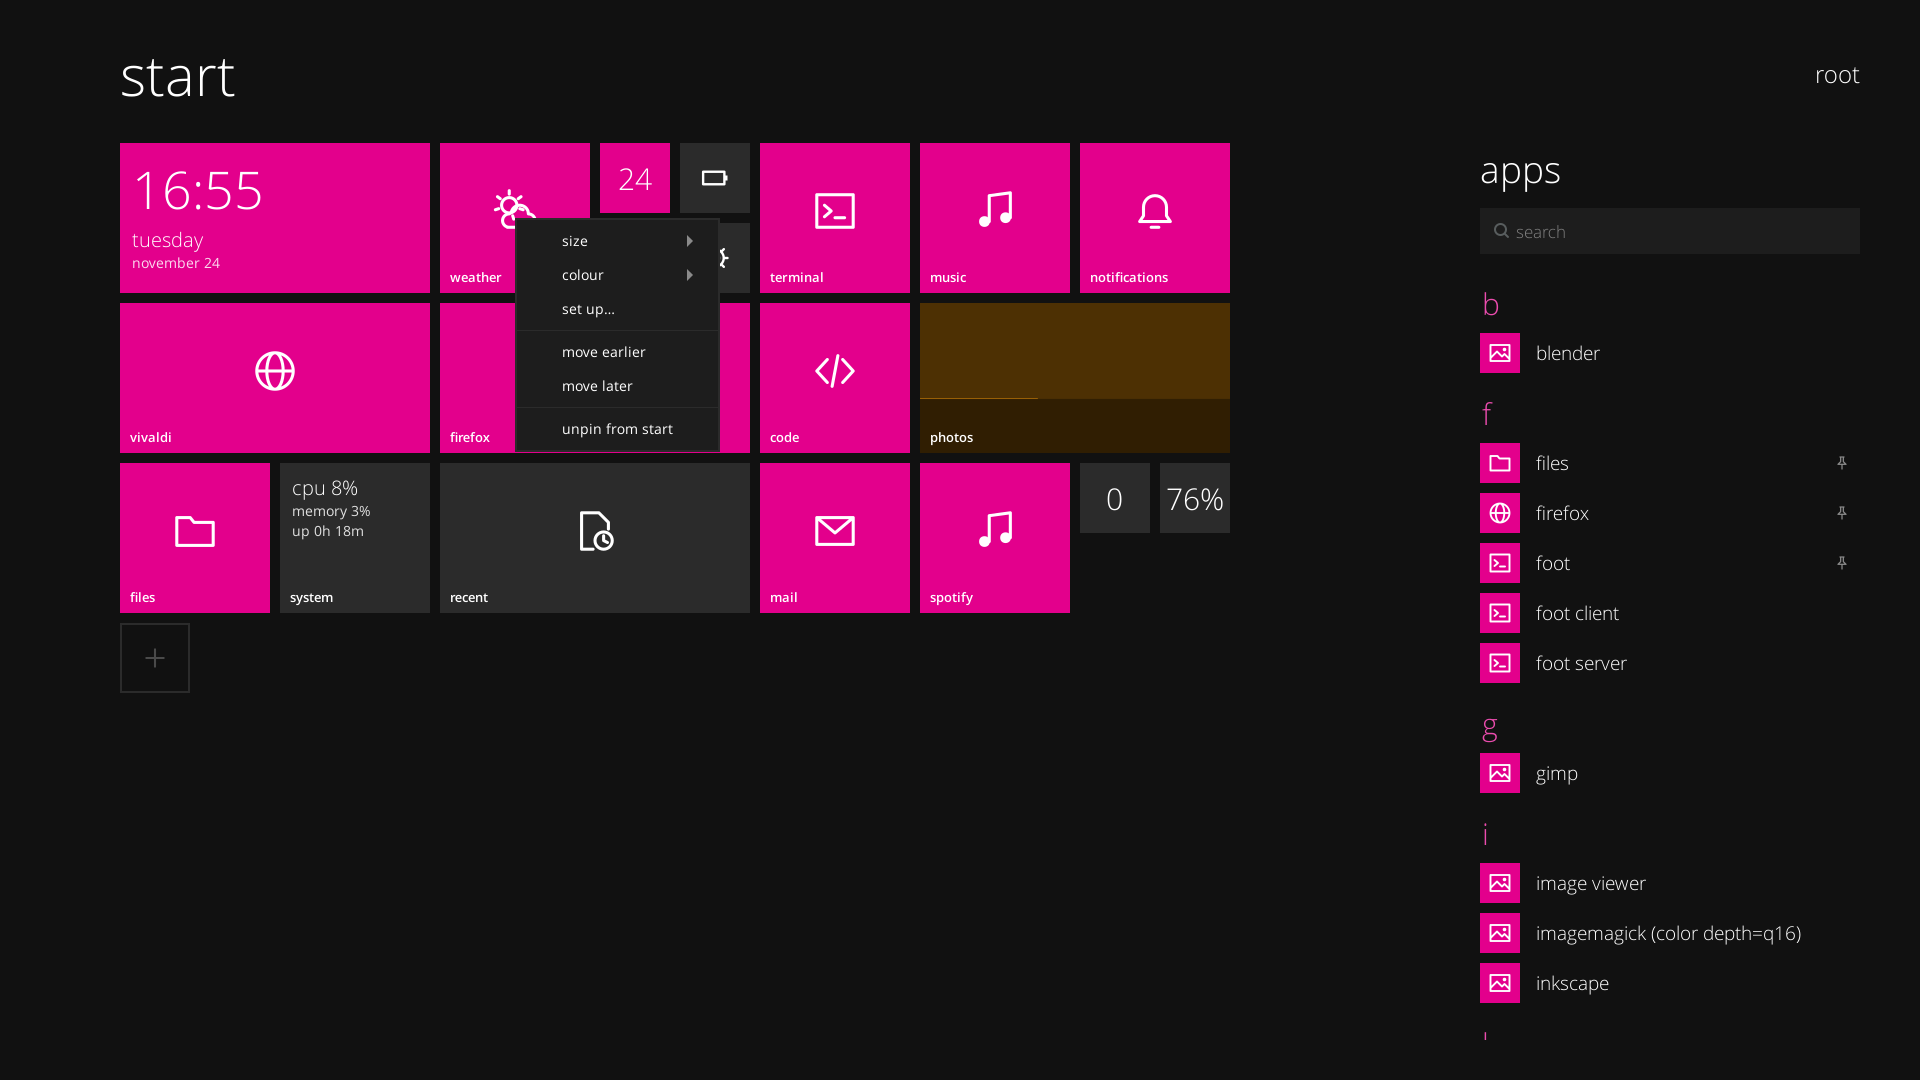 start
root
16:55
tuesday
november 24
weather
24
terminal
music
notifications
size
colour
set up...
move earlier
move later
unpin from start
vivaldi
firefox
code
photos
cpu 8%
memory 3%
up 0h 18m
files
system
recent
mail
spotify
0
76%
apps
search
b
blender
f
files
firefox
foot
foot client
foot server
g
gimp
i
image viewer
imagemagick (color depth=q16)
inkscape